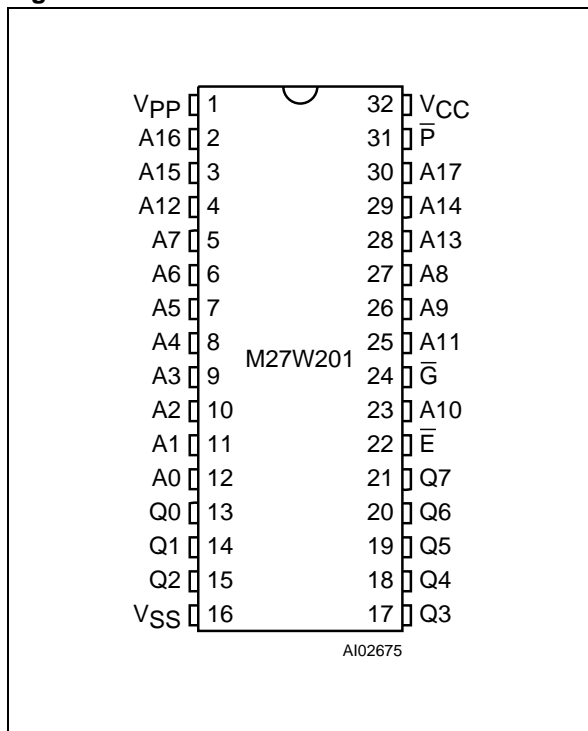 VPP 1 32 VCC
A16 2 31 P̅
A15 3 30 A17
A12 4 29 A14
A7 5 28 A13
A6 6 27 A8
A5 7 26 A9
A4 8 25 A11
M27W201
A3 9 24 G̅
A2 10 23 A10
A1 11 22 E̅
A0 12 21 Q7
Q0 13 20 Q6
Q1 14 19 Q5
Q2 15 18 Q4
VSS 16 17 Q3
AI02675